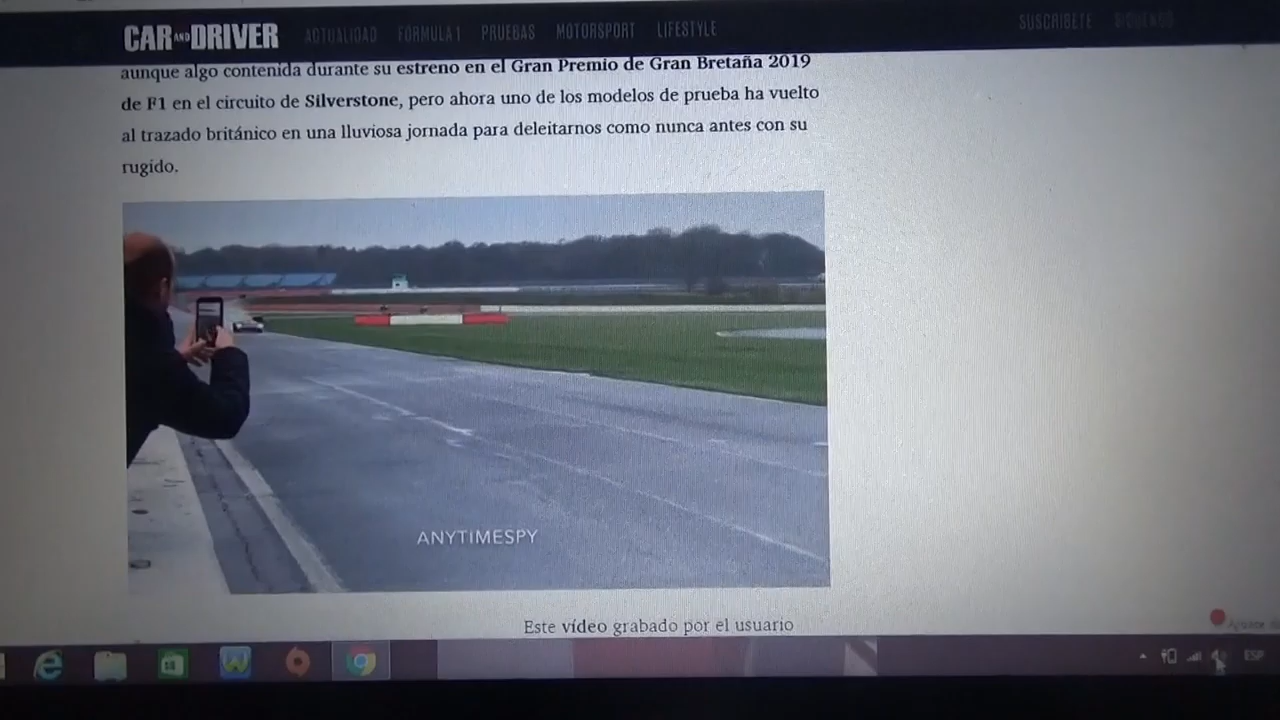 CAR AND DRIVER ACTUALIDAD FÓRMULA 1 PRUEBAS MOTORSPORT LIFESTYLE SUSCRÍBETE SÍGUENOS
aunque algo contenida durante su estreno en el Gran Premio de Gran Bretaña 2019
de F1 en el circuito de Silverstone, pero ahora uno de los modelos de prueba ha vuelto
al trazado británico en una lluviosa jornada para deleitarnos como nunca antes con su
rugido.
ANYTIMESPY
Este vídeo grabado por el usuario
ESP